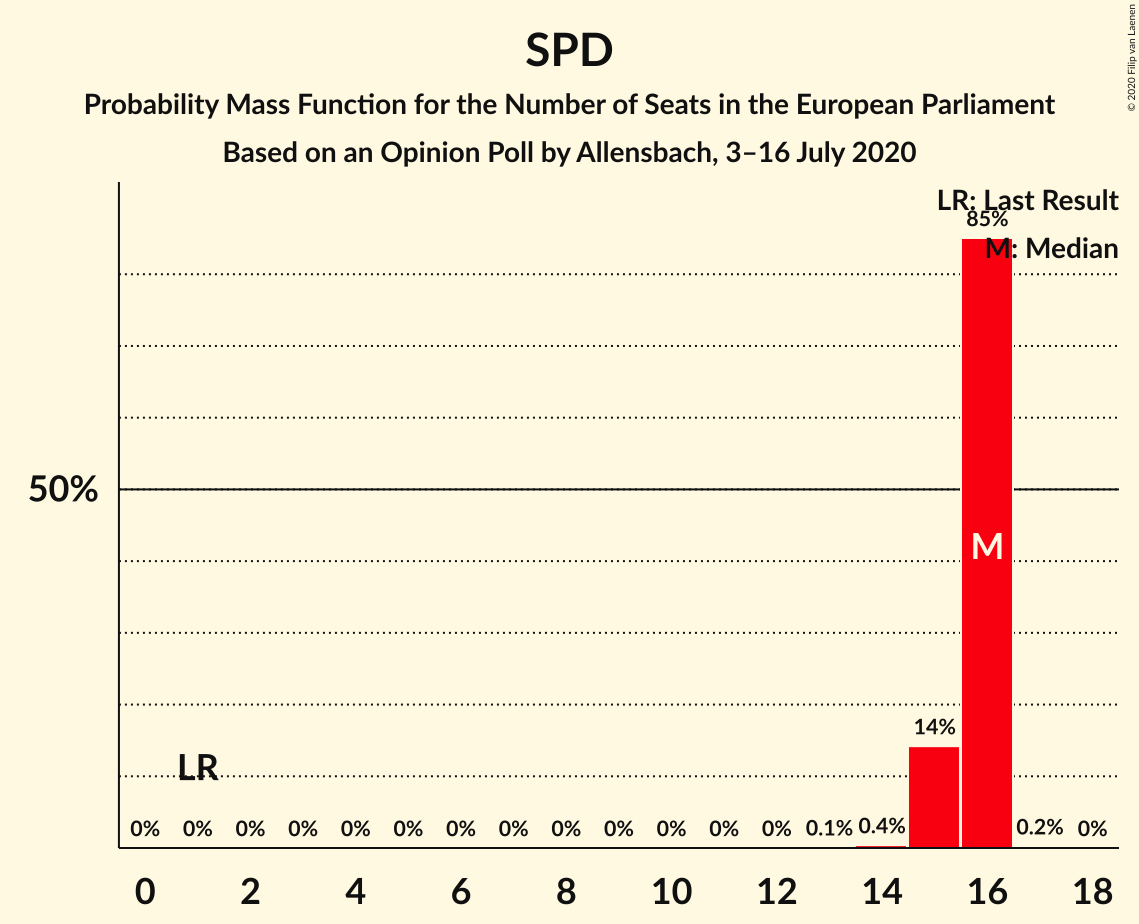 SPD
Probability Mass Function for the Number of Seats in the European Parliament
Based on an Opinion Poll by Allensbach, 3–16 July 2020
© 2020 Filip van Laenen
LR: Last Result
85%
M: Median
50%
M
14%
LR
0% 0% 0% 0% 0% 0% 0% 0% 0% 0% 0% 0% 0% 0.1% 0.4% 0.2% 0%
0 2 4 6 8 10 12 14 16 18